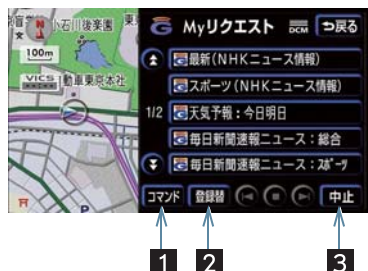 N
小石川後楽園
100m
VICS
動車東京本社
P
G Myリクエスト DCM 戻る
最新(NHKニュース情報)
スポーツ(NHKニュース情報)
1/2
天気予報:今日明日
毎日新聞速報ニュース:総合
毎日新聞速報ニュース:スポーツ
コマンド 登録替 中止
1 2 3